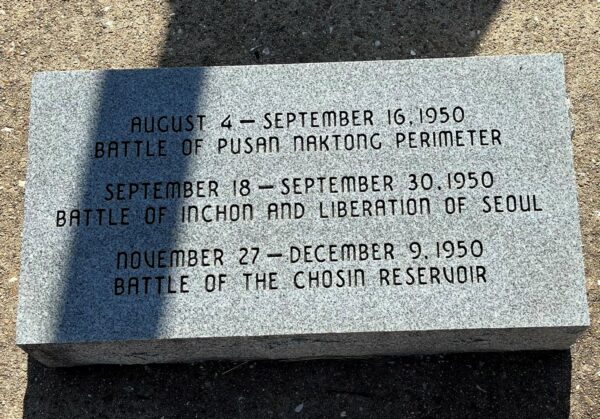 AUGUST 4 – SEPTEMBER 16, 1950
BATTLE OF PUSAN NAKTONG PERIMETER
SEPTEMBER 18 – SEPTEMBER 30, 1950
BATTLE OF INCHON AND LIBERATION OF SEOUL
NOVEMBER 27 – DECEMBER 9, 1950
BATTLE OF THE CHOSIN RESERVOIR